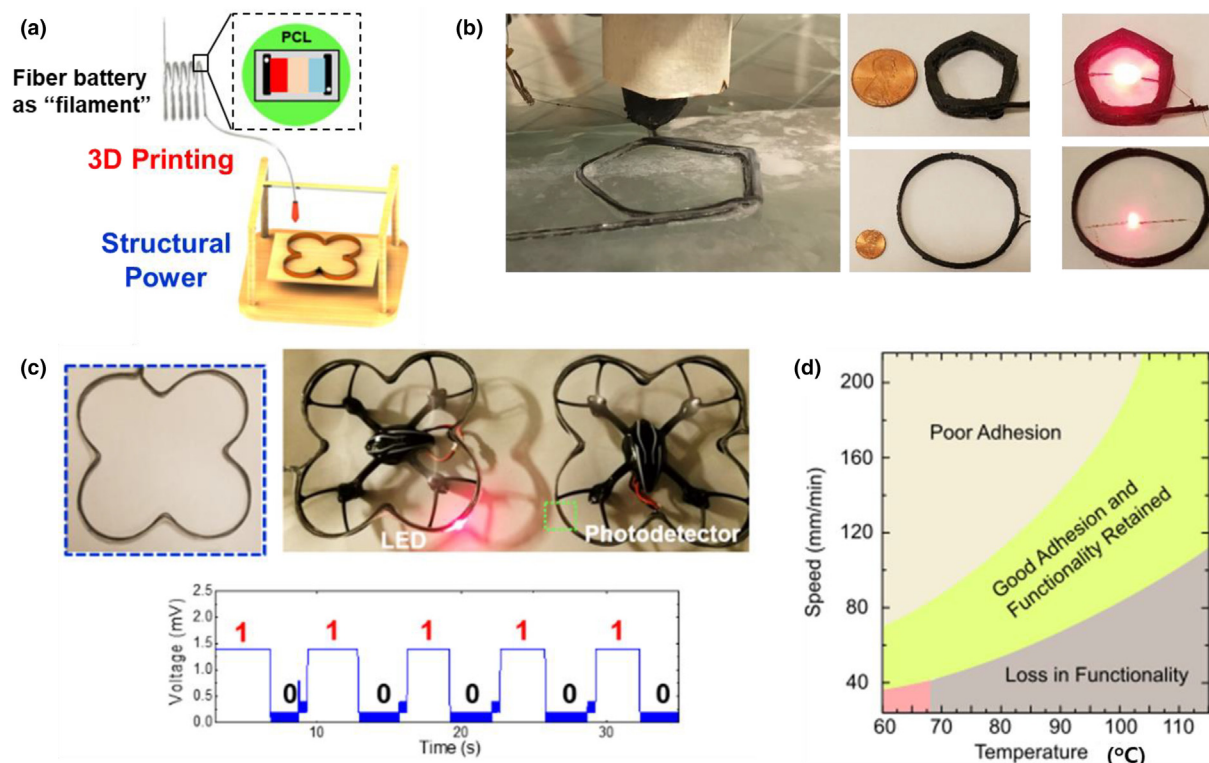 (a)
PCL
Fiber battery
as “filament”
3D Printing
Structural
Power
(b)
(c)
LED
Photodetector
Voltage (mV)
2.5
2.0
1.5
1.0
0.5
0.0
1 1 1 1 1
0 0 0 0 0
10 20 30
Time (s)
(d)
Speed (mm/min)
200
160
120
80
40
Poor Adhesion
Good Adhesion and
Functionality Retained
Loss in Functionality
60 70 80 90 100 110
Temperature (°C)